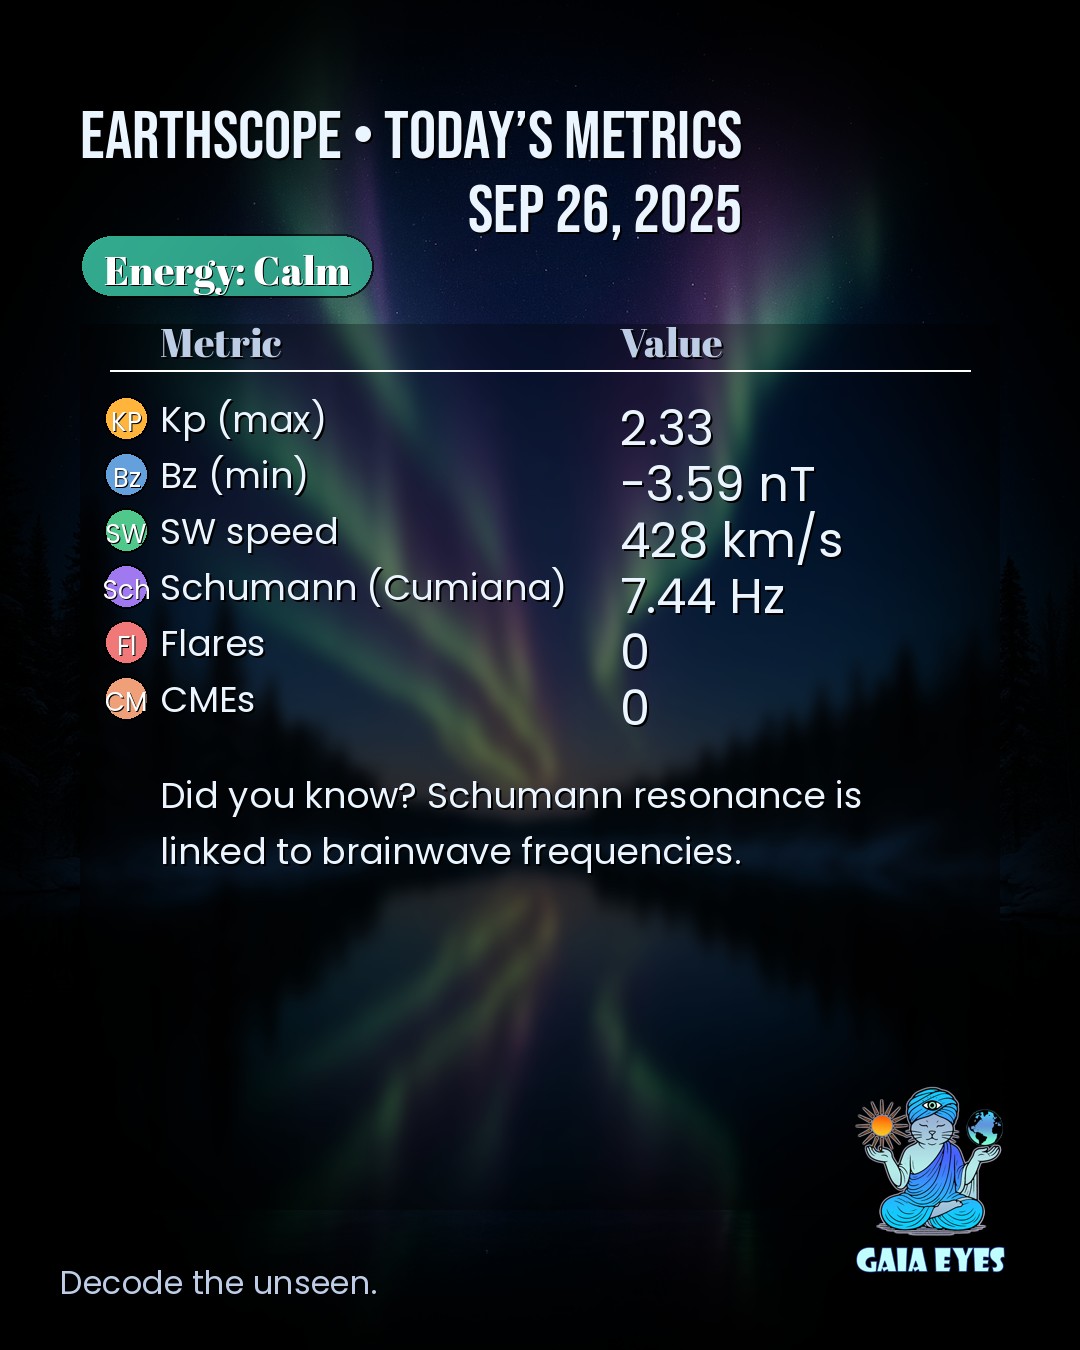 EARTHSCOPE • TODAY’S METRICS
SEP 26, 2025
Energy: Calm
Metric Value
KP Kp (max) 2.33
Bz Bz (min) -3.59 nT
SW SW speed 428 km/s
Sch Schumann (Cumiana) 7.44 Hz
Fl Flares 0
CM CMEs 0
Did you know? Schumann resonance is
linked to brainwave frequencies.
GAIA EYES
Decode the unseen.